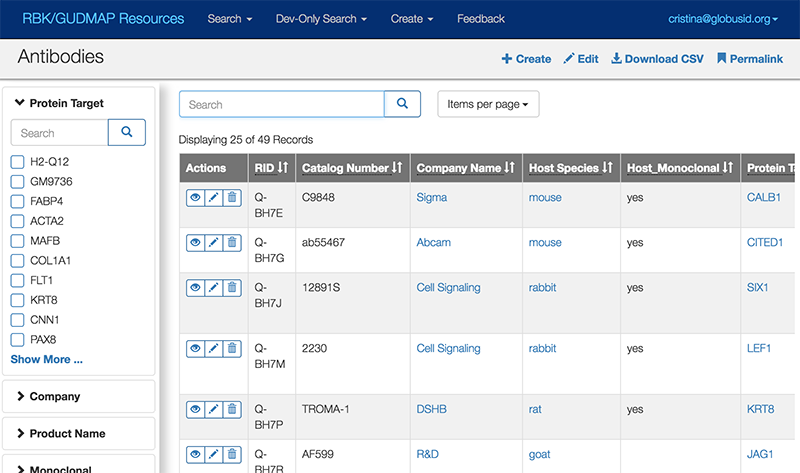 RBK/GUDMAP Resources Search Dev-Only Search Create Feedback cristina@globusid.org
Antibodies
Create Edit Download CSV Permalink
Protein Target
Search
H2-Q12
GM9736
FABP4
ACTA2
MAFB
COL1A1
FLT1
KRT8
CNN1
PAX8
Show More ...
Company
Product Name
Monoclonal
Search Items per page
Displaying 25 of 49 Records
Actions RID Catalog Number Company Name Host Species Host_Monoclonal Protein
Q-BH7E C9848 Sigma mouse yes CALB1
Q-BH7G ab55467 Abcam mouse yes CITED1
Q-BH7J 12891S Cell Signaling rabbit yes SIX1
Q-BH7M 2230 Cell Signaling rabbit yes LEF1
Q-BH7P TROMA-1 DSHB rat yes KRT8
Q-BH7R AF599 R&D goat JAG1